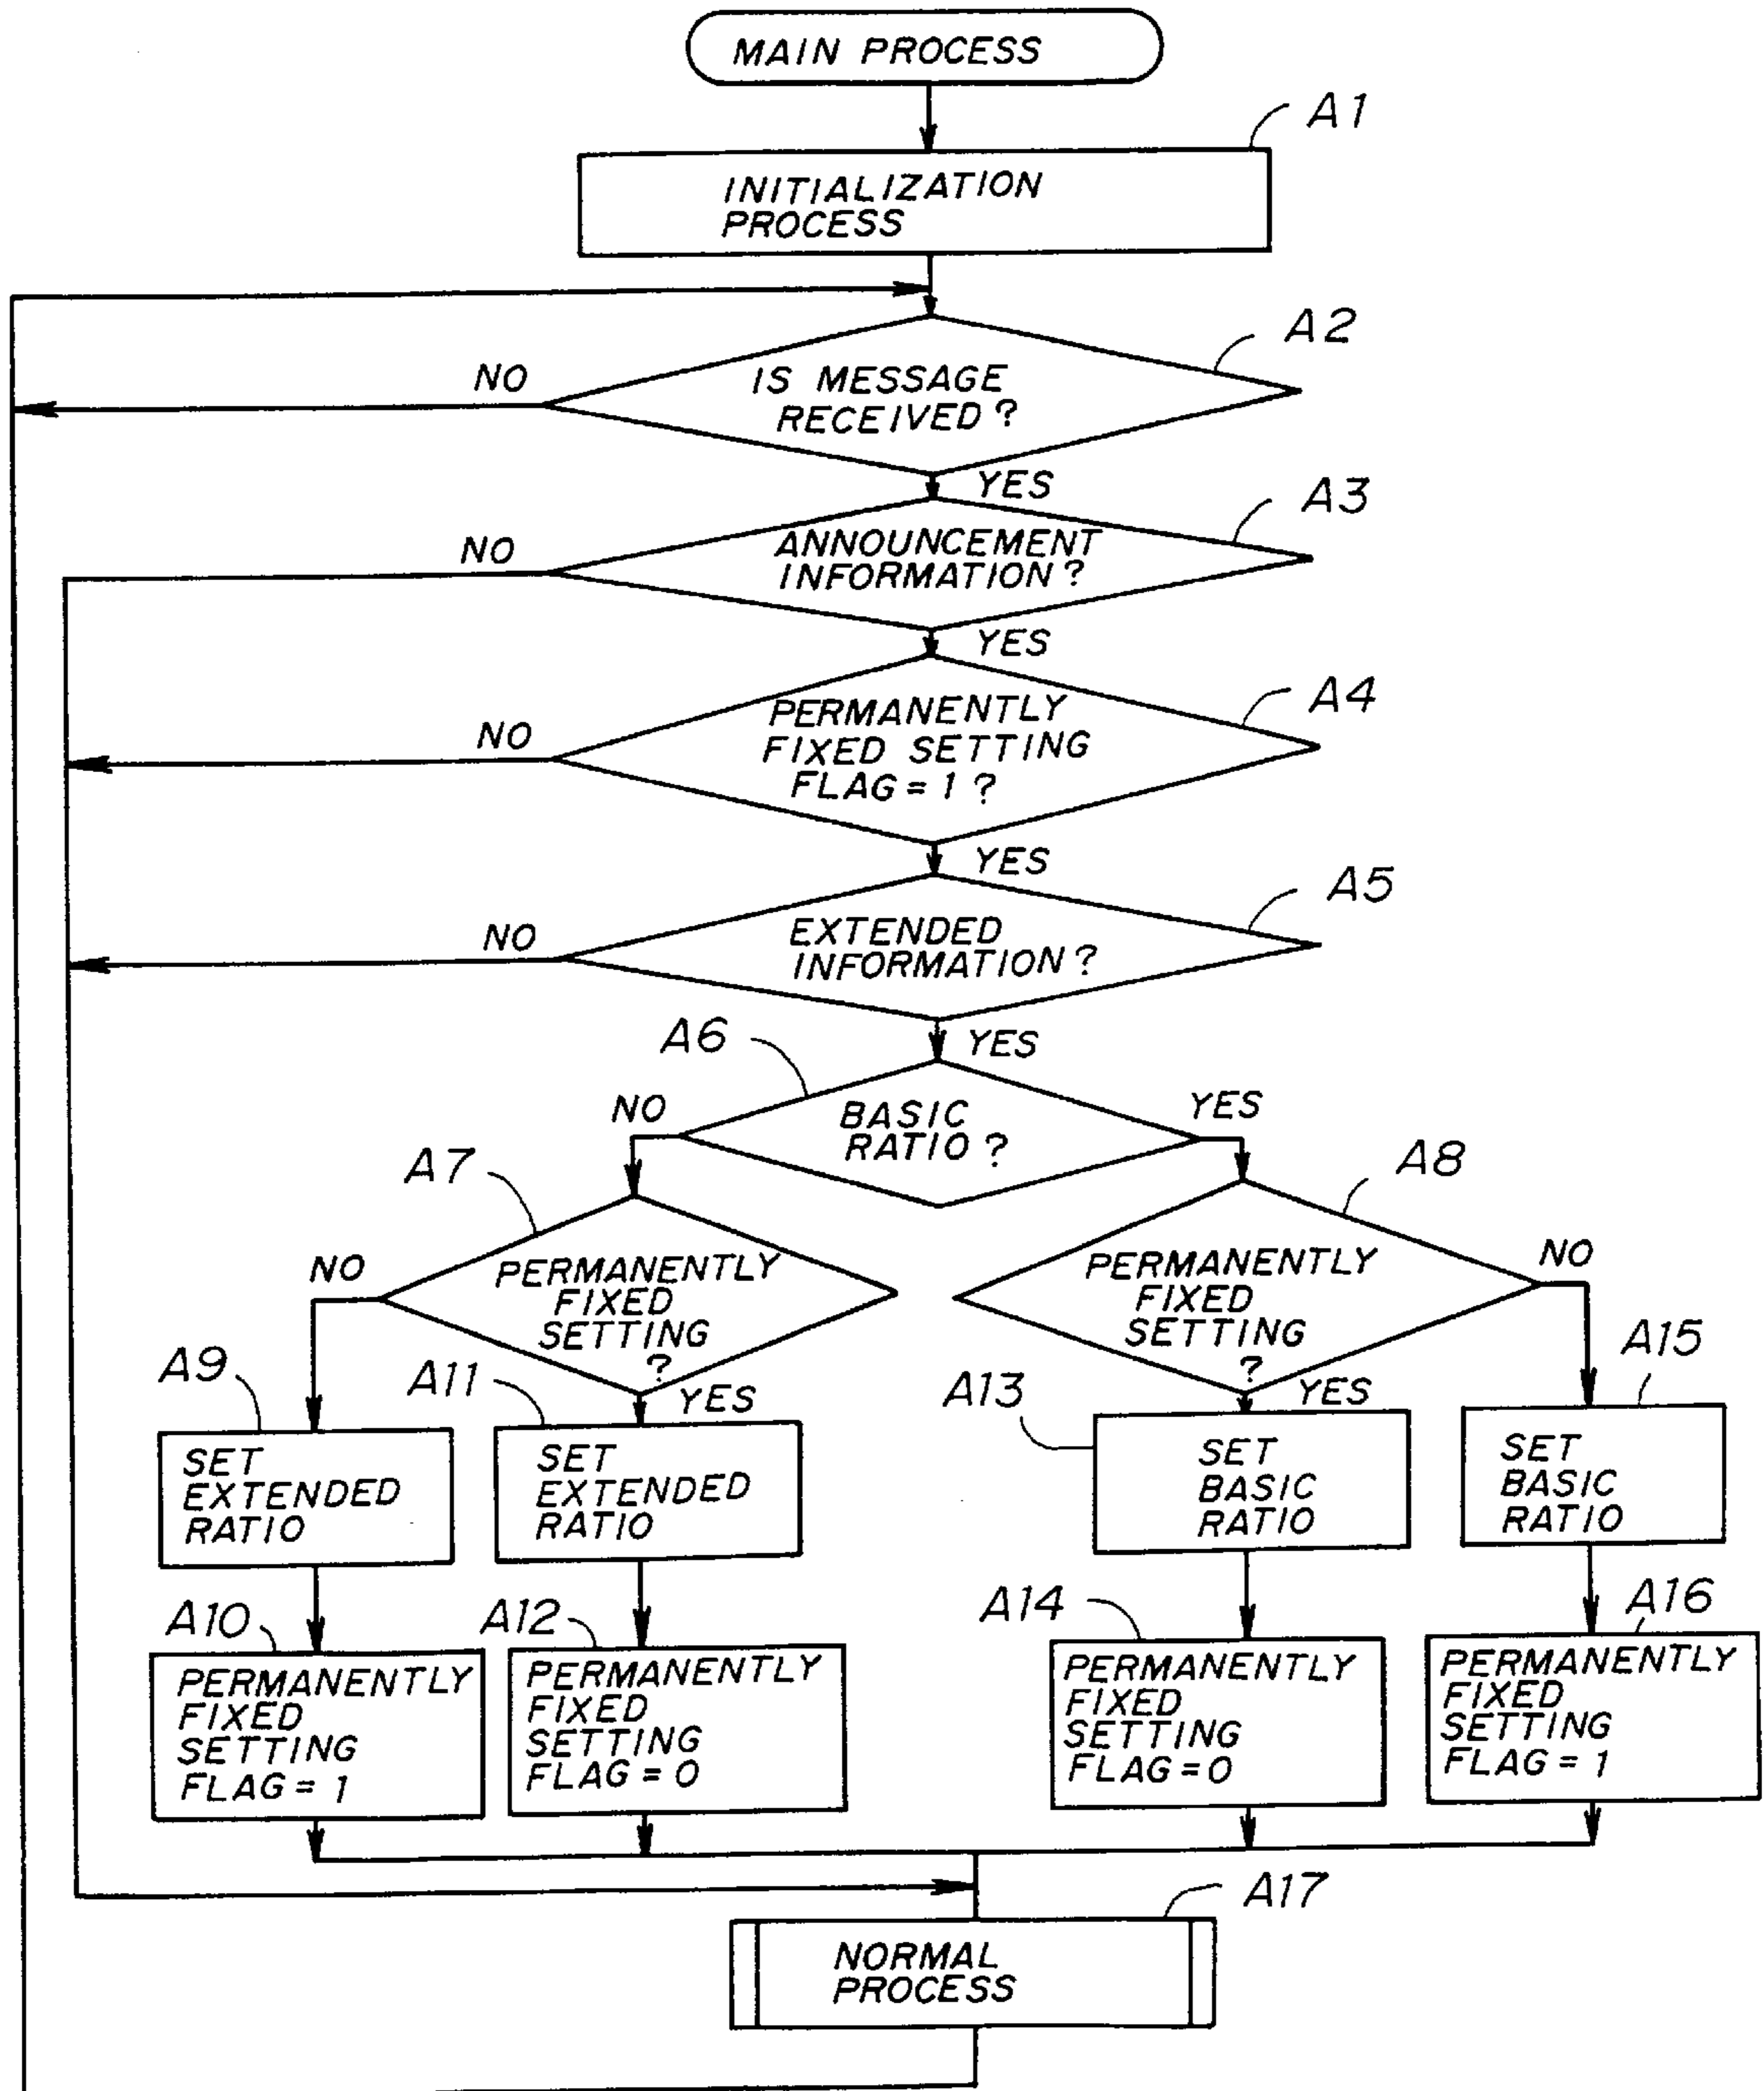 MAIN PROCESS
A1
INITIALIZATION
PROCESS
A2
NO
IS MESSAGE
RECEIVED?
YES
A3
NO
ANNOUNCEMENT
INFORMATION?
YES
A4
NO
PERMANENTLY
FIXED SETTING
FLAG = 1?
YES
A5
NO
EXTENDED
INFORMATION?
YES
A6
NO
BASIC
RATIO?
YES
A7
A8
NO
PERMANENTLY
FIXED
SETTING
?
YES
PERMANENTLY
FIXED
SETTING
?
YES
NO
A9
SET
EXTENDED
RATIO
A11
SET
EXTENDED
RATIO
A13
SET
BASIC
RATIO
A15
SET
BASIC
RATIO
A10
PERMANENTLY
FIXED
SETTING
FLAG = 1
A12
PERMANENTLY
FIXED
SETTING
FLAG = 0
A14
PERMANENTLY
FIXED
SETTING
FLAG = 0
A16
PERMANENTLY
FIXED
SETTING
FLAG = 1
A17
NORMAL
PROCESS